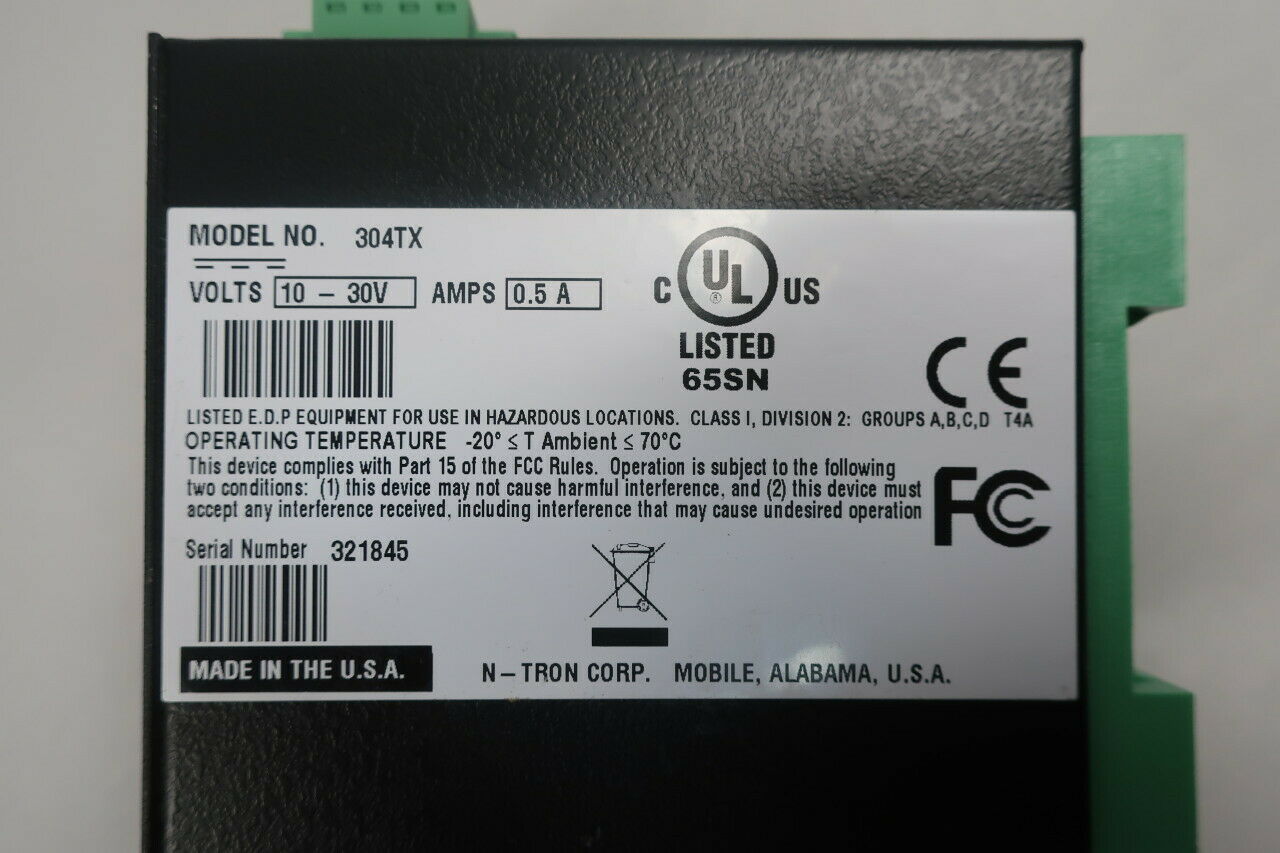 MODEL NO. 304TX
VOLTS 10 – 30V AMPS 0.5 A
C UL ® US
LISTED
65SN
CE
LISTED E.D.P EQUIPMENT FOR USE IN HAZARDOUS LOCATIONS. CLASS I, DIVISION 2: GROUPS A,B,C,D T4A
OPERATING TEMPERATURE -20° ≤ T Ambient ≤ 70°C
This device complies with Part 15 of the FCC Rules. Operation is subject to the following
two conditions: (1) this device may not cause harmful interference, and (2) this device must
accept any interference received, including interference that may cause undesired operation
FCC
Serial Number 321845
MADE IN THE U.S.A.
N–TRON CORP. MOBILE, ALABAMA, U.S.A.